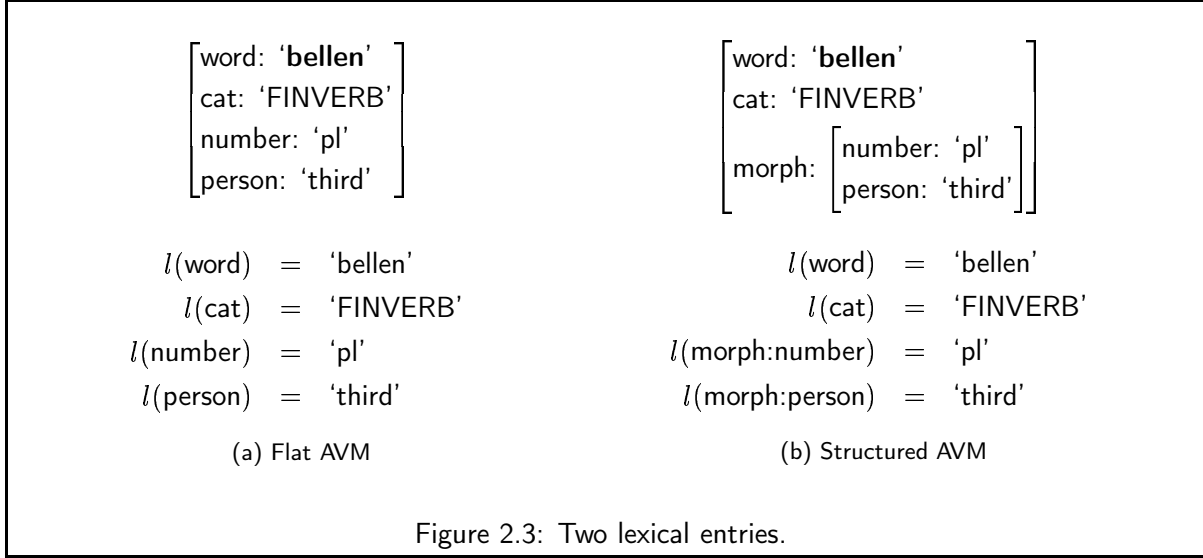 word: ‘bellen’
cat: ‘FINVERB’
number: ‘pl’
person: ‘third’
l(word) = ‘bellen’
l(cat) = ‘FINVERB’
l(number) = ‘pl’
l(person) = ‘third’
(a) Flat AVM
word: ‘bellen’
cat: ‘FINVERB’
morph: number: ‘pl’
person: ‘third’
l(word) = ‘bellen’
l(cat) = ‘FINVERB’
l(morph:number) = ‘pl’
l(morph:person) = ‘third’
(b) Structured AVM
Figure 2.3: Two lexical entries.